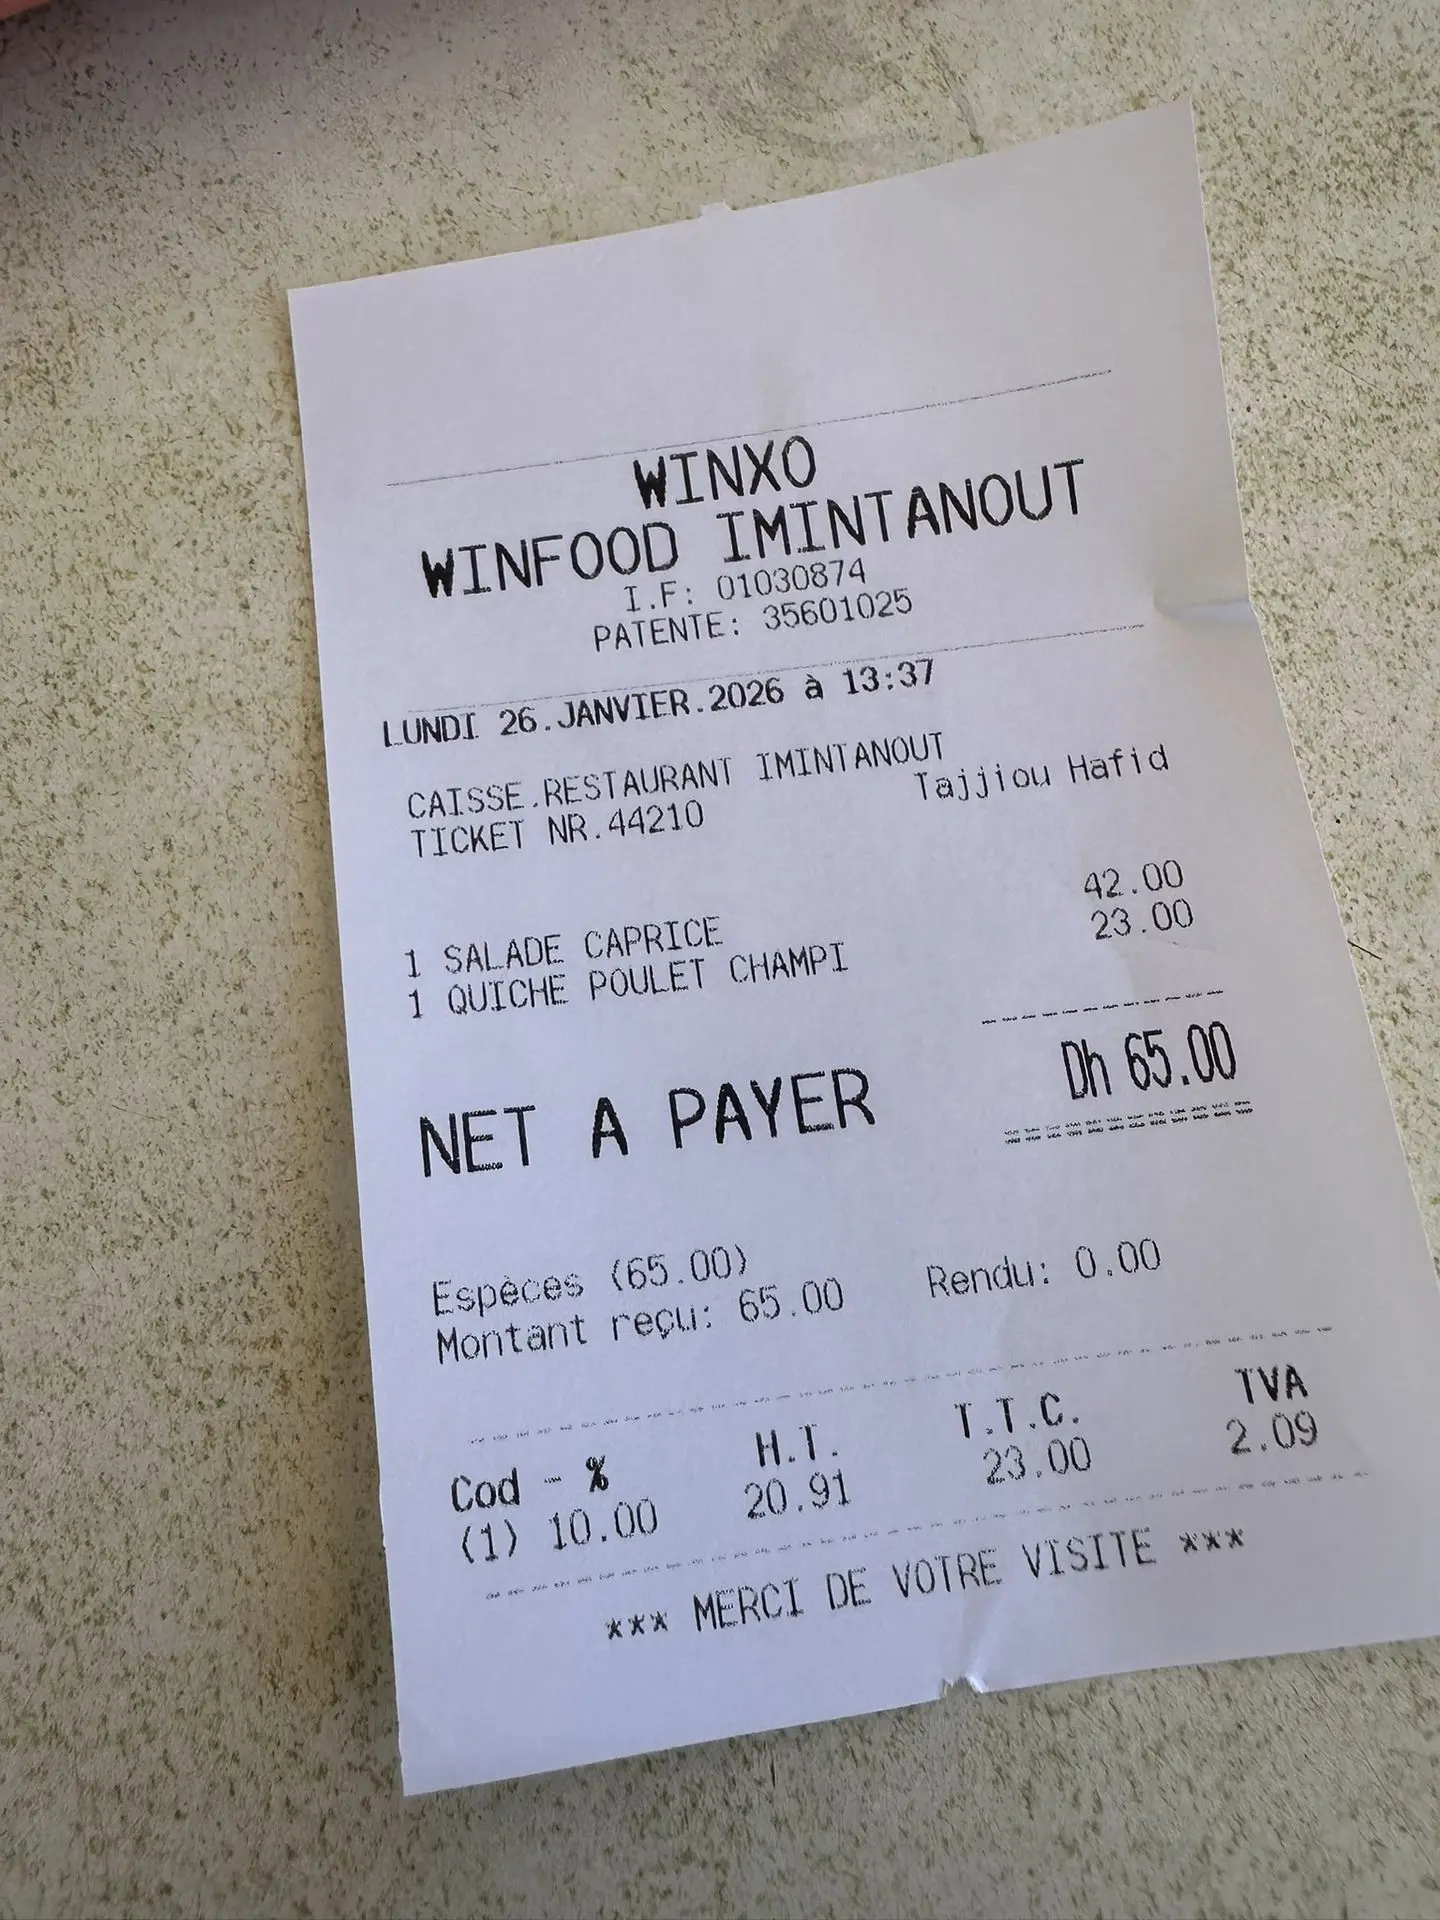 WINXO
WINFOOD IMINTANOUT
I.F: 01030874
PATENTE: 35601025
LUNDI 26.JANVIER.2026 à 13:37
CAISSE.RESTAURANT IMINTANOUT
TICKET NR.44210 Tajjiou Hafid
1 SALADE CAPRICE 42.00
1 QUICHE POULET CHAMPI 23.00
NET A PAYER Dh 65.00
Espèces (65.00)
Montant reçu: 65.00 Rendu: 0.00
Cod - % H.T. T.T.C. TVA
(1) 10.00 20.91 23.00 2.09
*** MERCI DE VOTRE VISITE ***